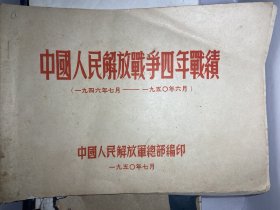 中國人民解放戰爭四年戰績
(一九四六年七月——一九五〇年六月)
中國人民解放軍總部編印
一九五〇年七月